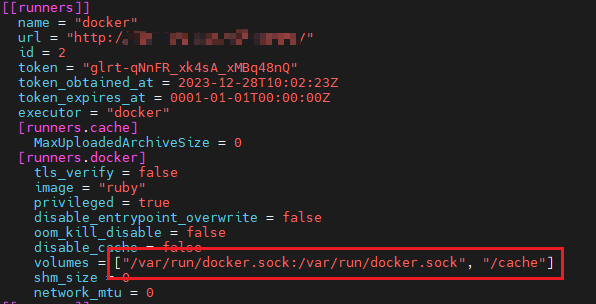 [[runners]]
name = "docker"
url = "http:/ /"
id = 2
token = "glrt-qNnFR_xk4sA_xMBq48nQ"
token_obtained_at = 2023-12-28T10:02:23Z
token_expires_at = 0001-01-01T00:00:00Z
executor = "docker"
[runners.cache]
MaxUploadedArchiveSize = 0
[runners.docker]
tls_verify = false
image = "ruby"
privileged = true
disable_entrypoint_overwrite = false
oom_kill_disable = false
disable_cache = false
volumes = ["/var/run/docker.sock:/var/run/docker.sock", "/cache"]
shm_size = 0
network_mtu = 0